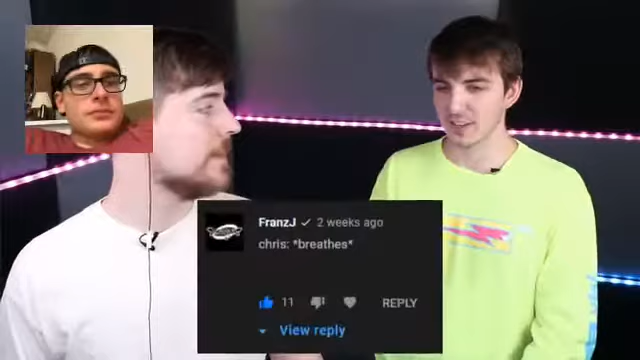 FranzJ ✓ 2 weeks ago
chris: *breathes*
11 REPLY
View reply